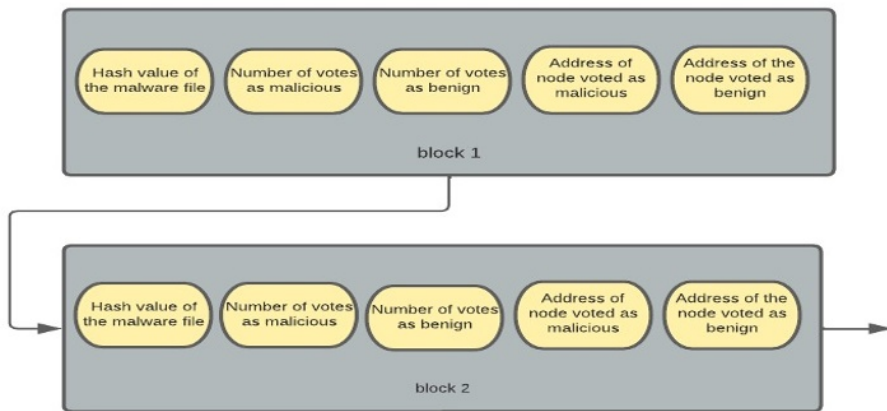 Hash value of
the malware file
Number of votes
as malicious
Number of votes
as benign
Address of
node voted as
malicious
Address of the
node voted as
benign
block 1
Hash value of
the malware file
Number of votes
as malicious
Number of votes
as benign
Address of
node voted as
malicious
Address of the
node voted as
benign
block 2